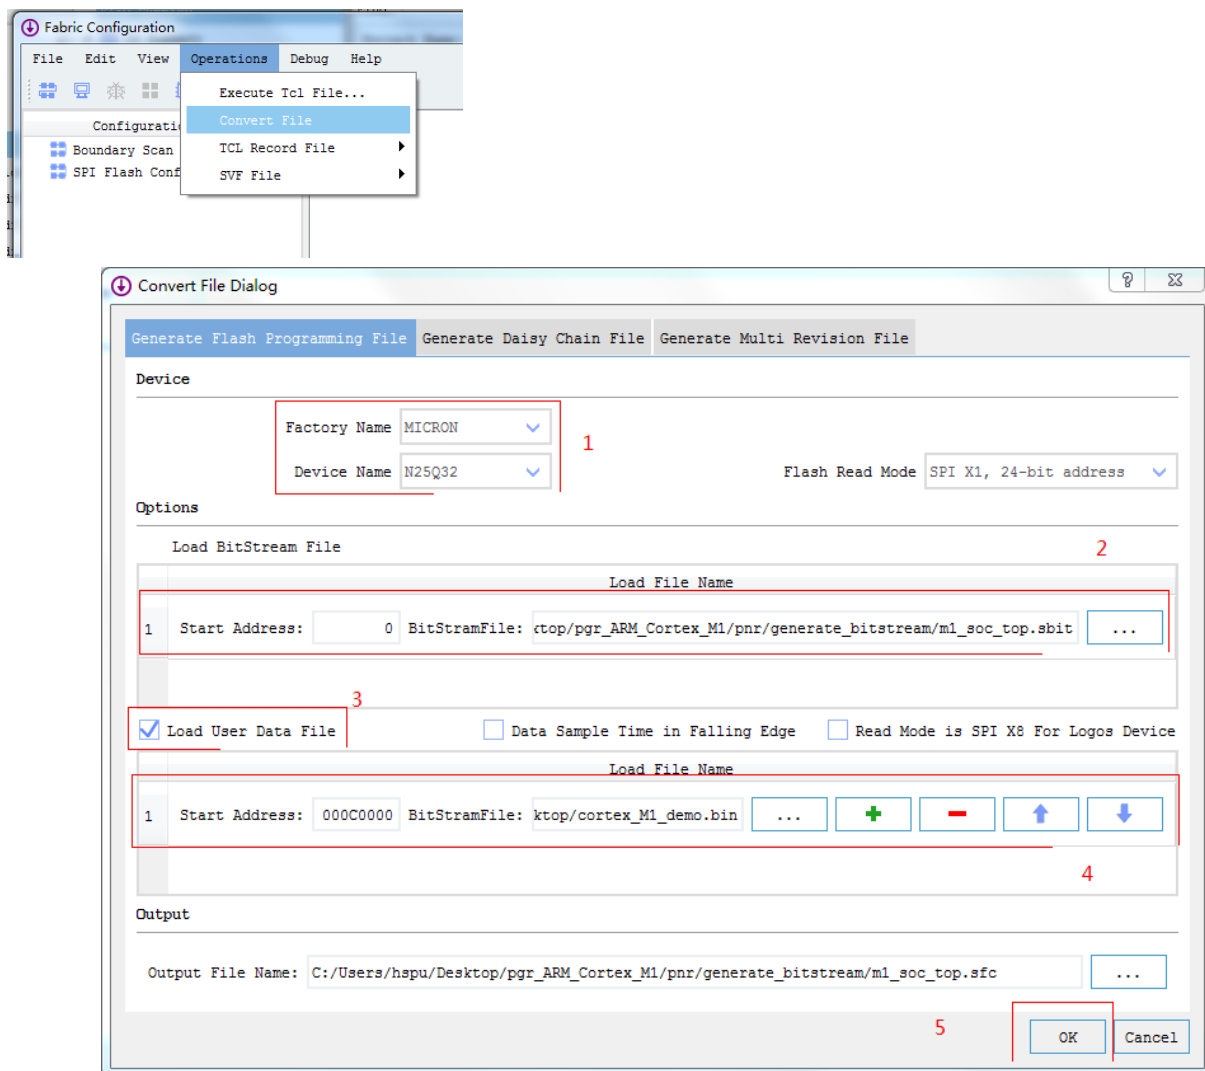 Fabric Configuration
File Edit View Operations Debug Help
Execute Tcl File...
Configuratio
Convert File
Boundary Scan
TCL Record File
SPI Flash Conf
SVF File
Convert File Dialog
Generate Flash Programming File Generate Daisy Chain File Generate Multi Revision File
Device
Factory Name MICRON
1
Device Name N25Q32
Flash Read Mode SPI X1, 24-bit address
Options
Load BitStream File
2
Load File Name
1 Start Address: 0 BitStramFile: ktop/pgr_ARM_Cortex_M1/pnr/generate_bitstream/m1_soc_top.sbit ...
3
Load User Data File Data Sample Time in Falling Edge Read Mode is SPI X8 For Logos Device
Load File Name
1 Start Address: 000C0000 BitStramFile: ktop/cortex_M1_demo.bin ...
4
Output
Output File Name: C:/Users/hspu/Desktop/pgr_ARM_Cortex_M1/pnr/generate_bitstream/m1_soc_top.sfc ...
5
OK Cancel